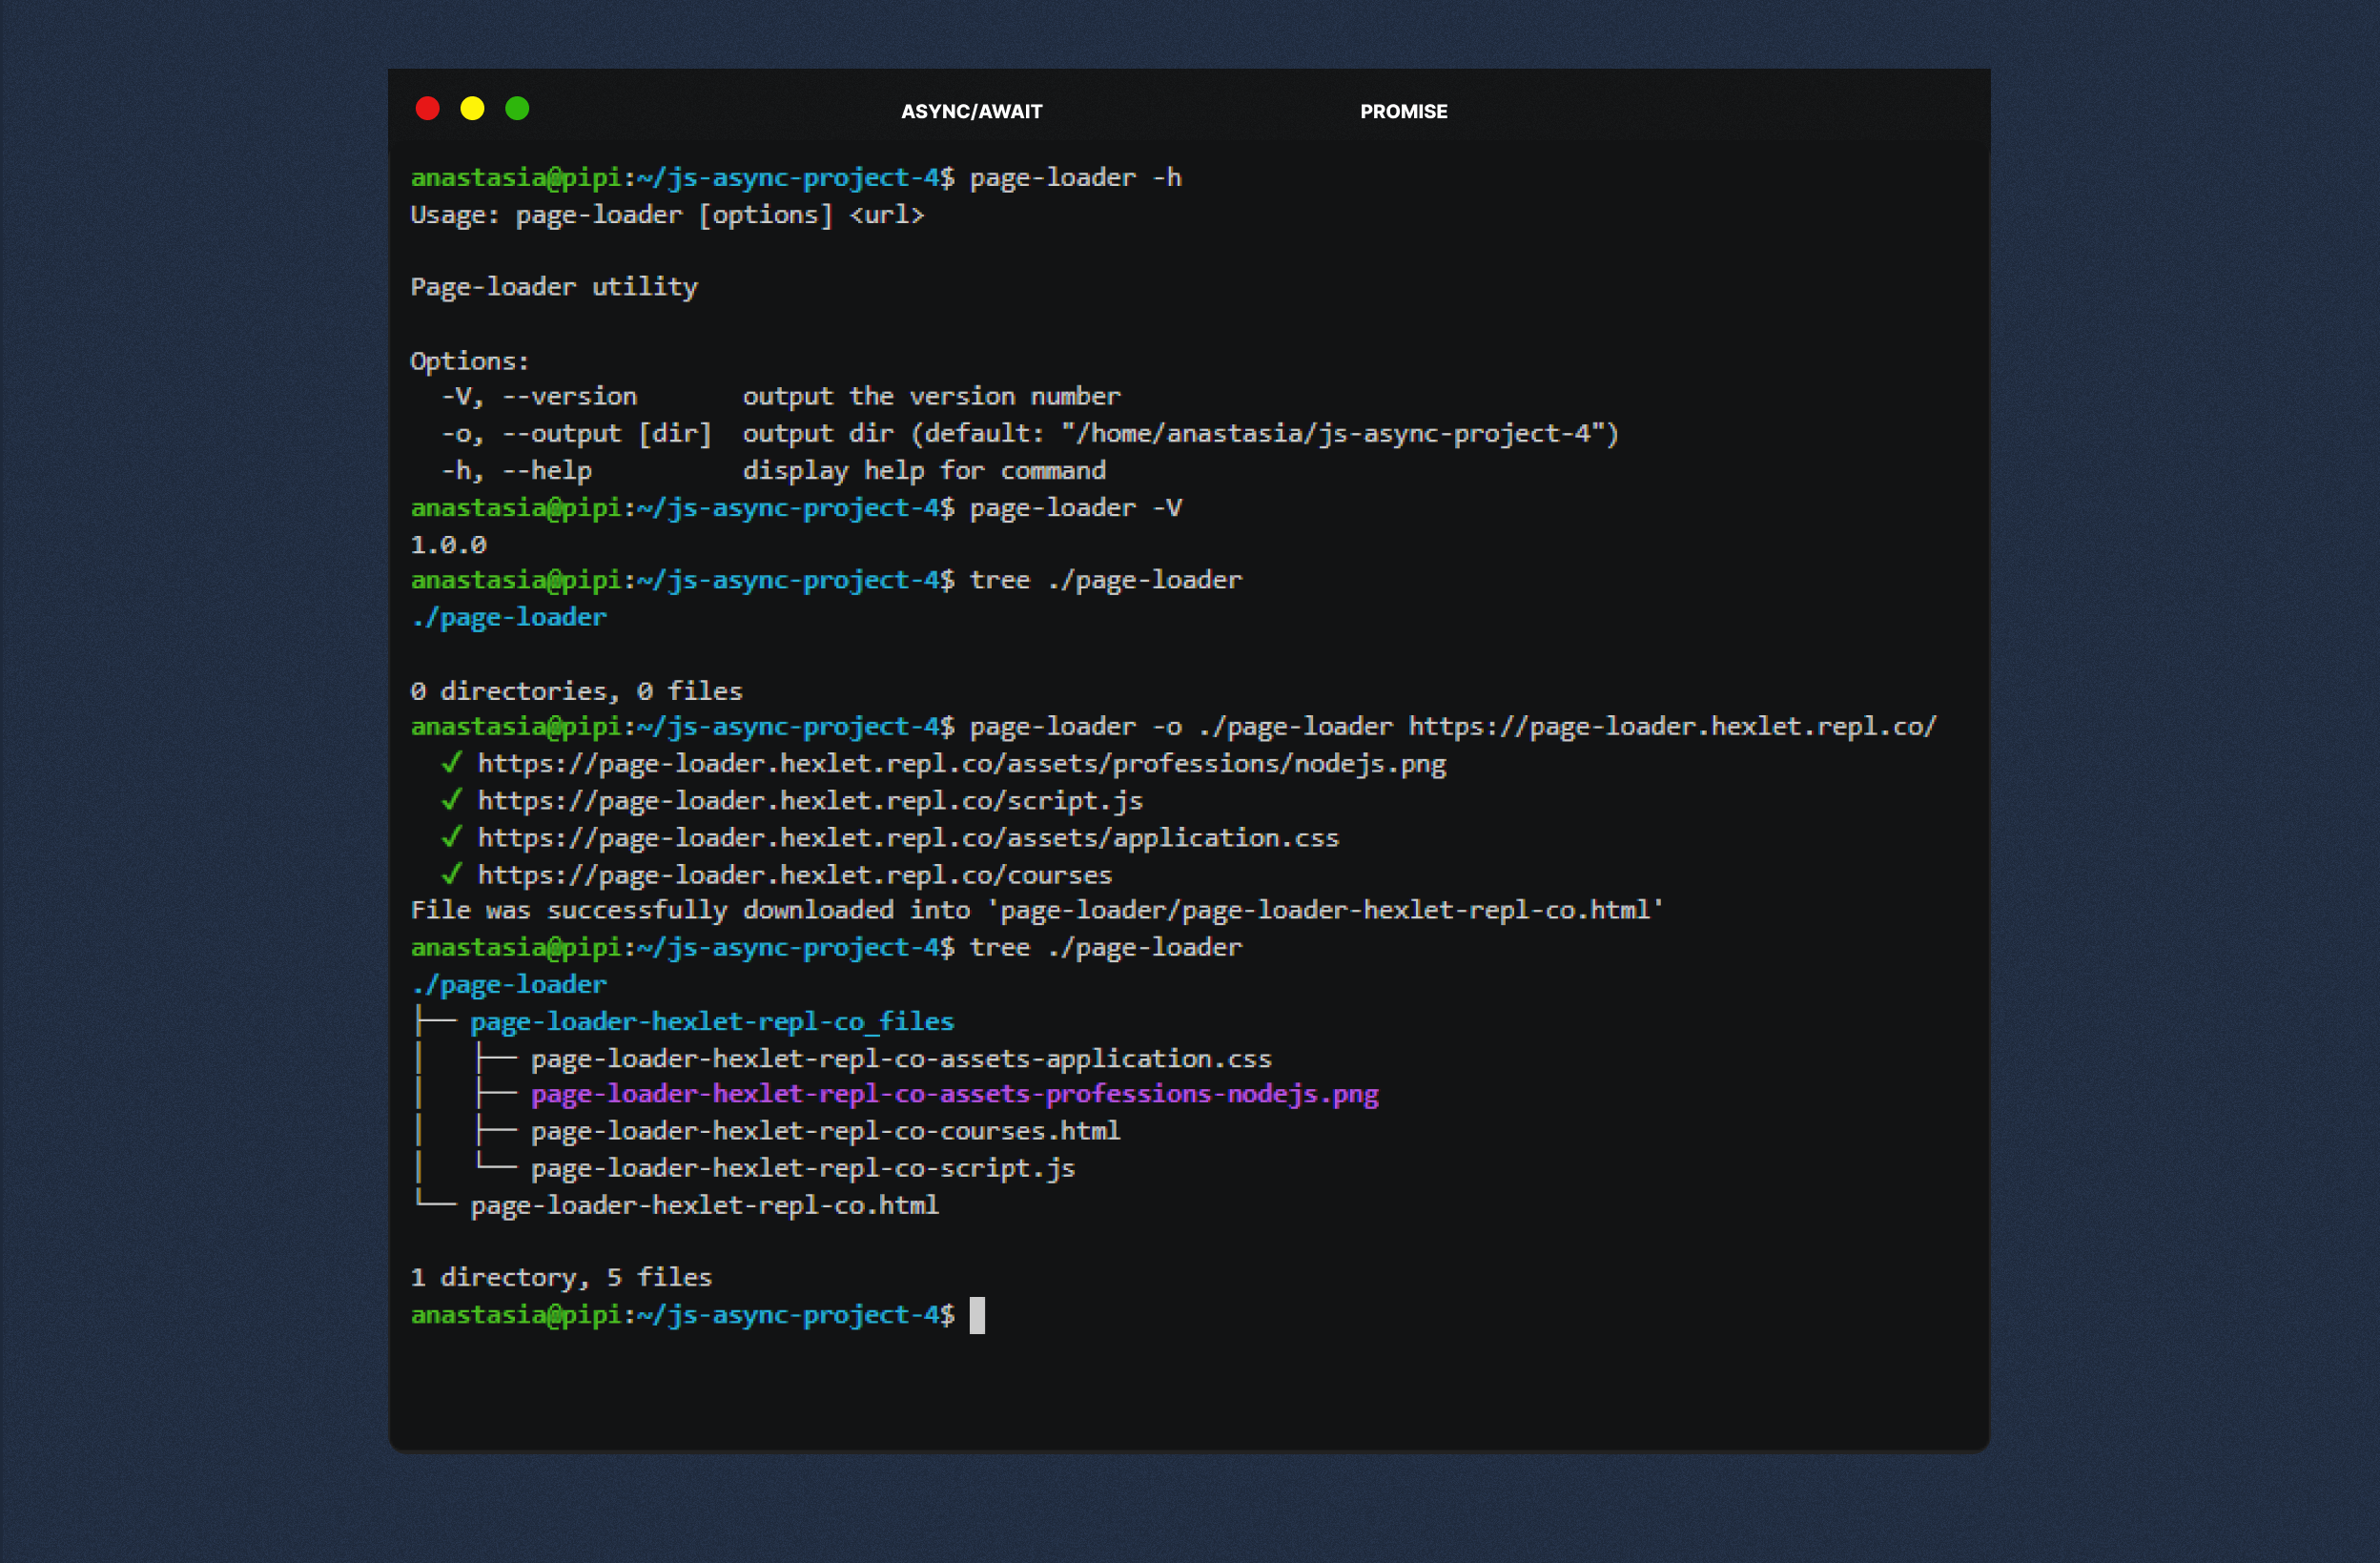 ASYNC/AWAIT PROMISE
anastasia@pipi:~/js-async-project-4$ page-loader -h
Usage: page-loader [options] <url>
Page-loader utility
Options:
  -V, --version       output the version number
  -o, --output [dir]  output dir (default: "/home/anastasia/js-async-project-4")
  -h, --help          display help for command
anastasia@pipi:~/js-async-project-4$ page-loader -V
1.0.0
anastasia@pipi:~/js-async-project-4$ tree ./page-loader
./page-loader
0 directories, 0 files
anastasia@pipi:~/js-async-project-4$ page-loader -o ./page-loader https://page-loader.hexlet.repl.co/
  ✓ https://page-loader.hexlet.repl.co/assets/professions/nodejs.png
  ✓ https://page-loader.hexlet.repl.co/script.js
  ✓ https://page-loader.hexlet.repl.co/assets/application.css
  ✓ https://page-loader.hexlet.repl.co/courses
File was successfully downloaded into 'page-loader/page-loader-hexlet-repl-co.html'
anastasia@pipi:~/js-async-project-4$ tree ./page-loader
./page-loader
├── page-loader-hexlet-repl-co_files
│   ├── page-loader-hexlet-repl-co-assets-application.css
│   ├── page-loader-hexlet-repl-co-assets-professions-nodejs.png
│   ├── page-loader-hexlet-repl-co-courses.html
│   └── page-loader-hexlet-repl-co-script.js
└── page-loader-hexlet-repl-co.html
1 directory, 5 files
anastasia@pipi:~/js-async-project-4$